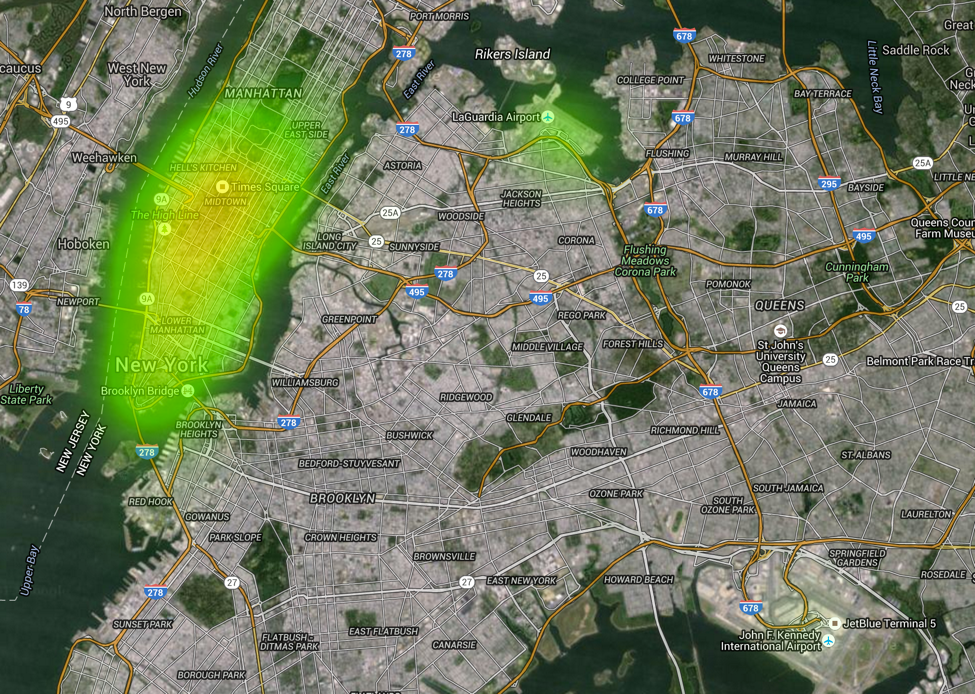 North Bergen
PORT MORRIS
678
Great
278
Rikers Island
WHITESTONE
Saddle Rock
caucus
West New
York
Hudson River
East River
COLLEGE POINT
Little Neck Bay
Neck
MANHATTAN
BAY TERRACE
9
495
LaGuardia Airport
678
UPPER
EAST SIDE
278
Weehawken
HELL'S KITCHEN
East River
ASTORIA
FLUSHING
MURRAY HILL
25A
Times Square
JACKSON
HEIGHTS
295
BAYSIDE
LITTLE NE
9A
MIDTOWN
The High Line
25A
WOODSIDE
678
Queens Coun
Farm Museu
Hoboken
LONG
ISLAND CITY
25
SUNNYSIDE
CORONA
Flushing
Meadows
Corona Park
495
278
25
Cunningham
Park
139
9A
495
495
POMONOK
NEWPORT
78
LOWER
MANHATTAN
GREENPOINT
REGO PARK
QUEENS
25
MIDDLE VILLAGE
FOREST HILLS
St John's
University
Queens
Campus
New York
25
Belmont Park Race Tr
Liberty
State Park
Brooklyn Bridge
WILLIAMSBURG
RIDGEWOOD
678
JAMAICA
NEW JERSEY
NEW YORK
BROOKLYN
HEIGHTS
278
GLENDALE
BUSHWICK
RICHMOND HILL
278
WOODHAVEN
ST. ALBANS
BEDFORD-STUYVESANT
RED HOOK
BROOKLYN
OZONE PARK
SOUTH JAMAICA
GOWANUS
SOUTH
OZONE PARK
LAURELTON
PARK SLOPE
CROWN HEIGHTS
Upper Bay
BROWNSVILLE
SPRINGFIELD
GARDENS
278
27
27
EAST NEW YORK
HOWARD BEACH
ROSEDALE
678
SUNSET PARK
JetBlue Terminal 5
FLATBUSH -
DITMAS PARK
EAST FLATBUSH
CANARSIE
John F. Kennedy
International Airport
BOROUGH PARK